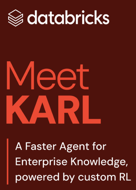 databricks
Meet
KARL
A Faster Agent for
Enterprise Knowledge,
powered by custom RL